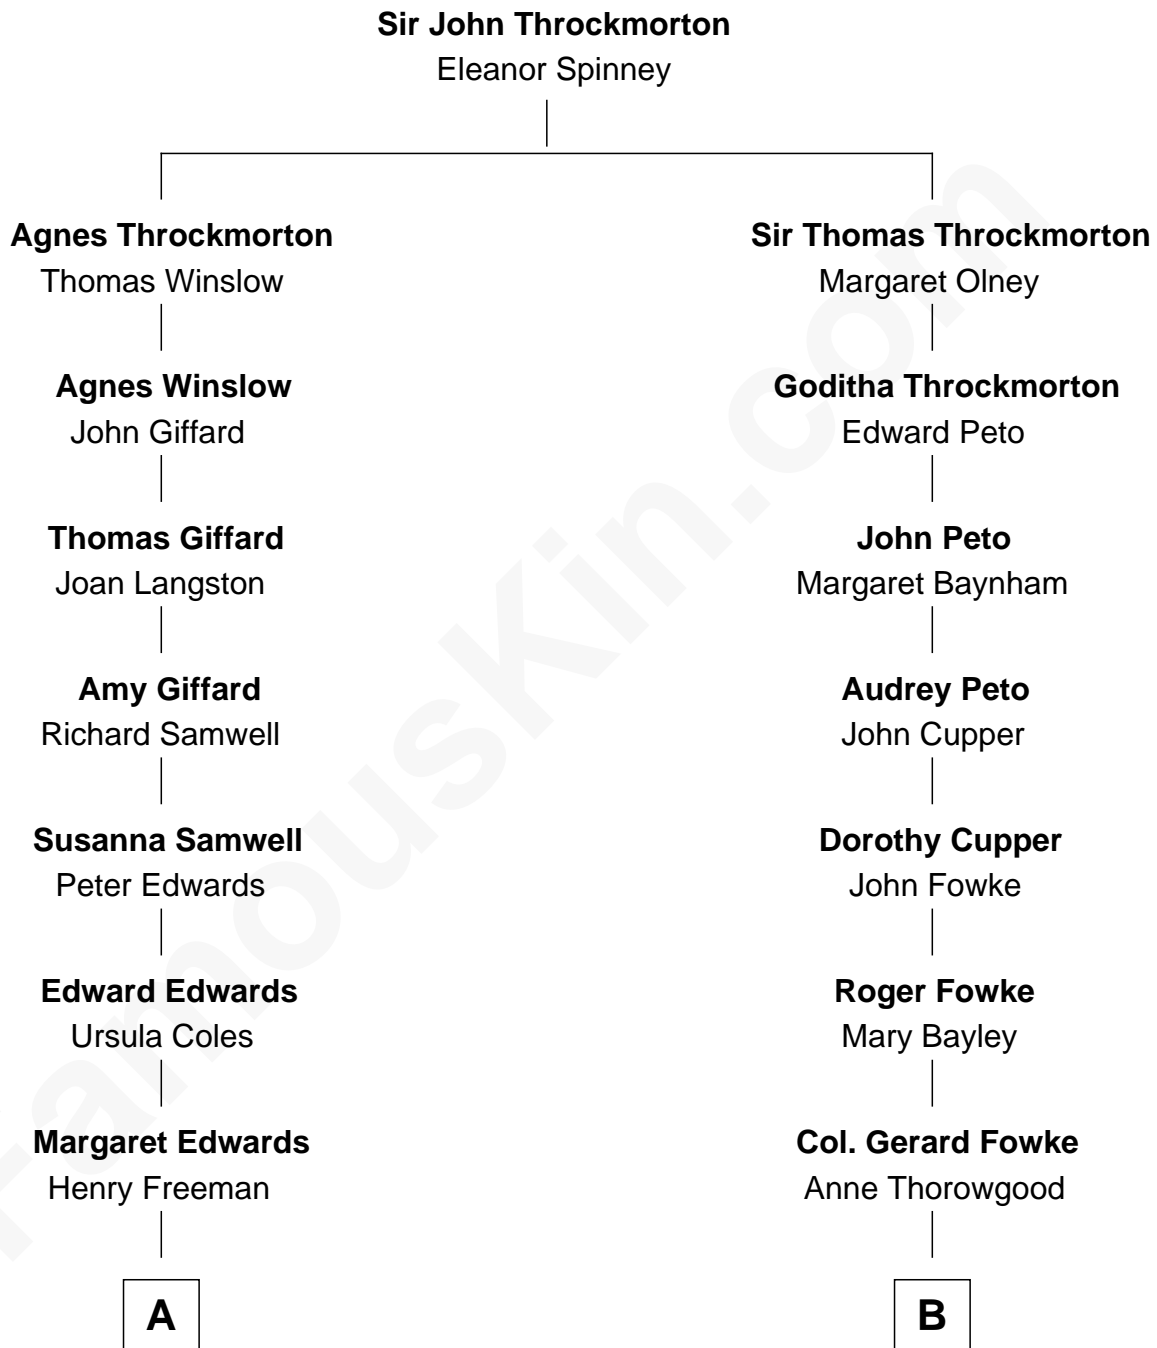 Sir John Throckmorton
Eleanor Spinney
Agnes Throckmorton
Thomas Winslow
Sir Thomas Throckmorton
Margaret Olney
Agnes Winslow
John Giffard
Goditha Throckmorton
Edward Peto
Thomas Giffard
Joan Langston
John Peto
Margaret Baynham
Amy Giffard
Richard Samwell
Audrey Peto
John Cupper
Susanna Samwell
Peter Edwards
Dorothy Cupper
John Fowke
Edward Edwards
Ursula Coles
Roger Fowke
Mary Bayley
Margaret Edwards
Henry Freeman
Col. Gerard Fowke
Anne Thorowgood
A
B
FamousKin.com